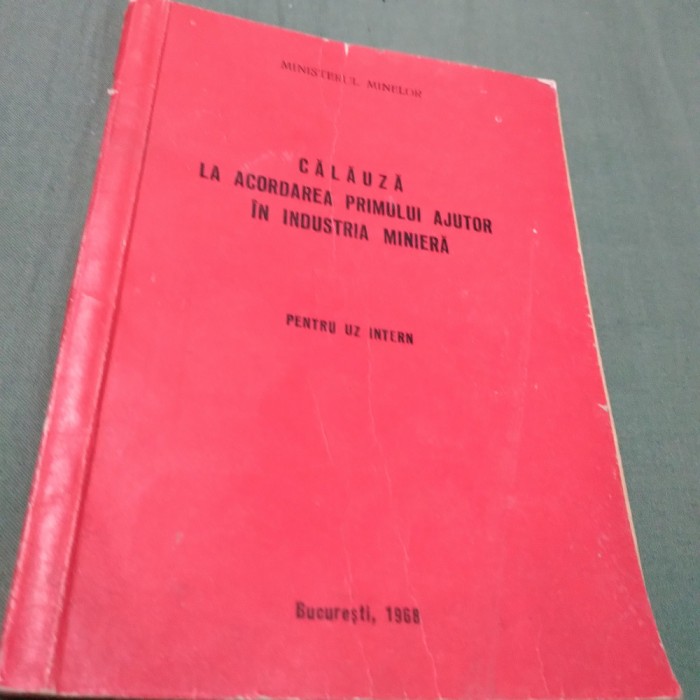 MINISTERUL MINELOR
CĂLĂUZĂ
LA ACORDAREA PRIMULUI AJUTOR
ÎN INDUSTRIA MINIERĂ
PENTRU UZ INTERN
București, 1968